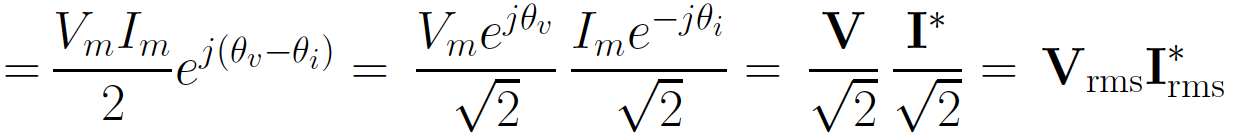 $= \frac{V_m I_m}{2} e^{j(\theta_v - \theta_i)} = \frac{V_m e^{j\theta_v}}{\sqrt{2}} \frac{I_m e^{-j\theta_i}}{\sqrt{2}} = \frac{\mathbf{V}}{\sqrt{2}} \frac{\mathbf{I}^*}{\sqrt{2}} = \mathbf{V}_{\text{rms}} \mathbf{I}^*_{\text{rms}}$